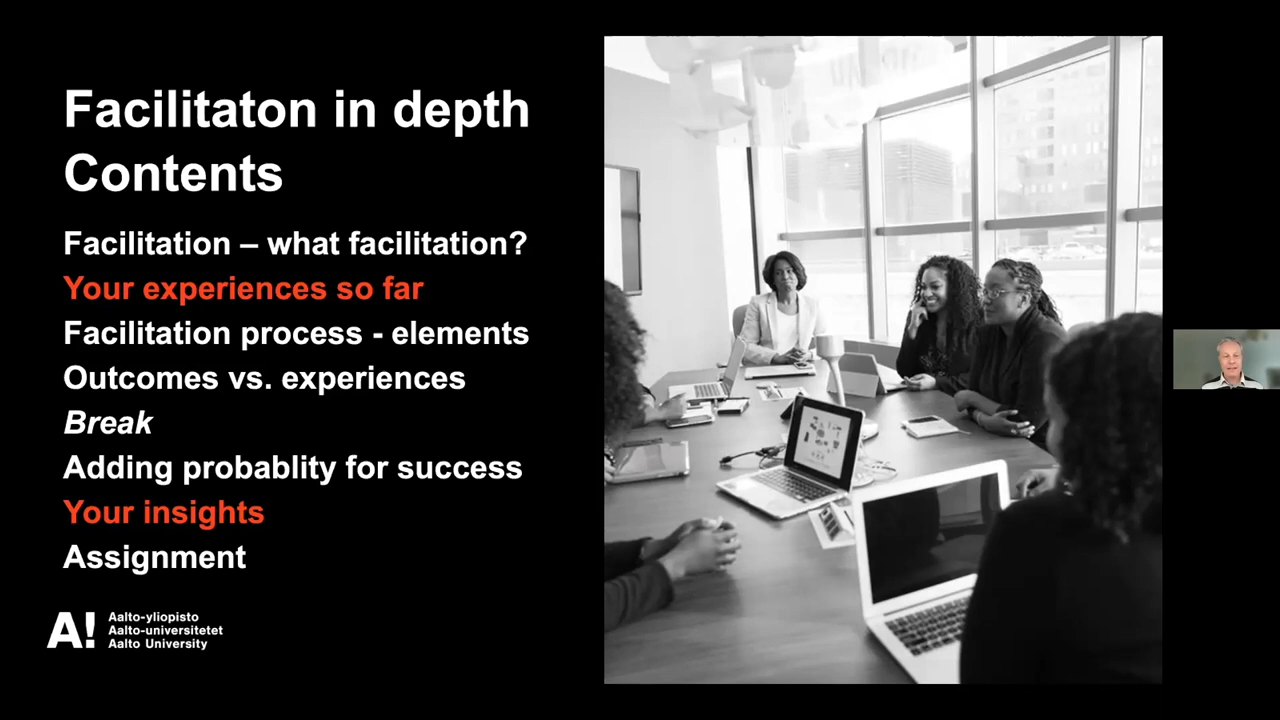 Facilitaton in depth
Contents
Facilitation – what facilitation?
Your experiences so far
Facilitation process - elements
Outcomes vs. experiences
Break
Adding probablity for success
Your insights
Assignment
A! Aalto-yliopisto
Aalto-universitetet
Aalto University